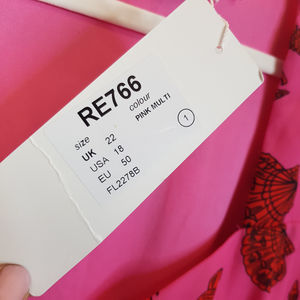 RE766
size colour
UK 22 PINK MULTI
USA 18
EU 50
FL2278B
1